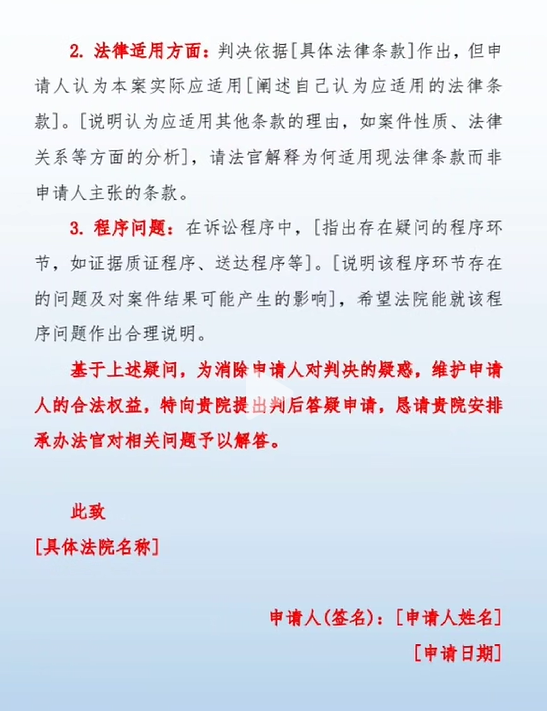 2. 法律适用方面：判决依据[具体法律条款]作出，但申
请人认为本案实际应适用[阐述自己认为应适用的法律条
款]。[说明认为应适用其他条款的理由，如案件性质、法律
关系等方面的分析]，请法官解释为何适用现法律条款而非
申请人主张的条款。
3. 程序问题：在诉讼程序中，[指出存在疑问的程序环
节，如证据质证程序、送达程序等]。[说明该程序环节存在
的问题及对案件结果可能产生的影响]，希望法院能就该程
序问题作出合理说明。
基于上述疑问，为消除申请人对判决的疑惑，维护申请
人的合法权益，特向贵院提出判后答疑申请，恳请贵院安排
承办法官对相关问题予以解答。
此致
[具体法院名称]
申请人(签名)：[申请人姓名]
[申请日期]